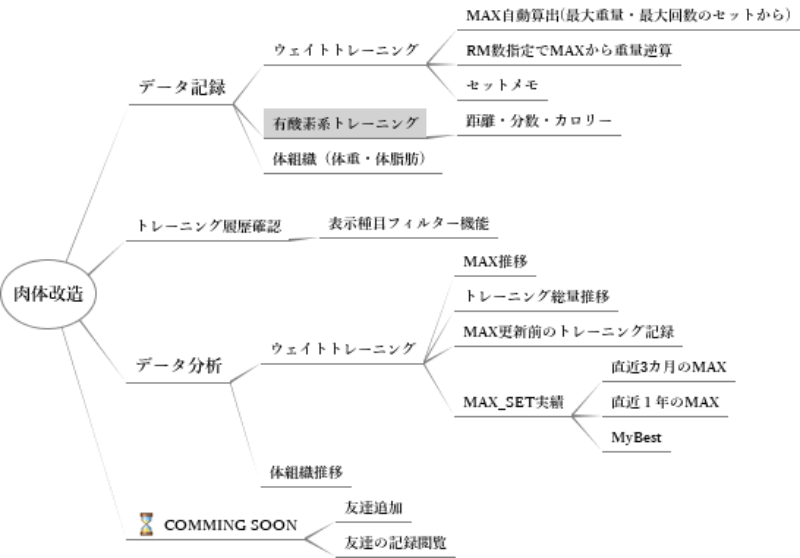 肉体改造
データ記録
ウェイトトレーニング
MAX自動算出(最大重量・最大回数のセットから)
RM数指定でMAXから重量逆算
セットメモ
有酸素系トレーニング
距離・分数・カロリー
体組織（体重・体脂肪）
トレーニング履歴確認
表示種目フィルター機能
データ分析
ウェイトトレーニング
MAX推移
トレーニング総量推移
MAX更新前のトレーニング記録
MAX_SET実績
直近3カ月のMAX
直近１年のMAX
MyBest
体組織推移
COMMING SOON
友達追加
友達の記録閲覧